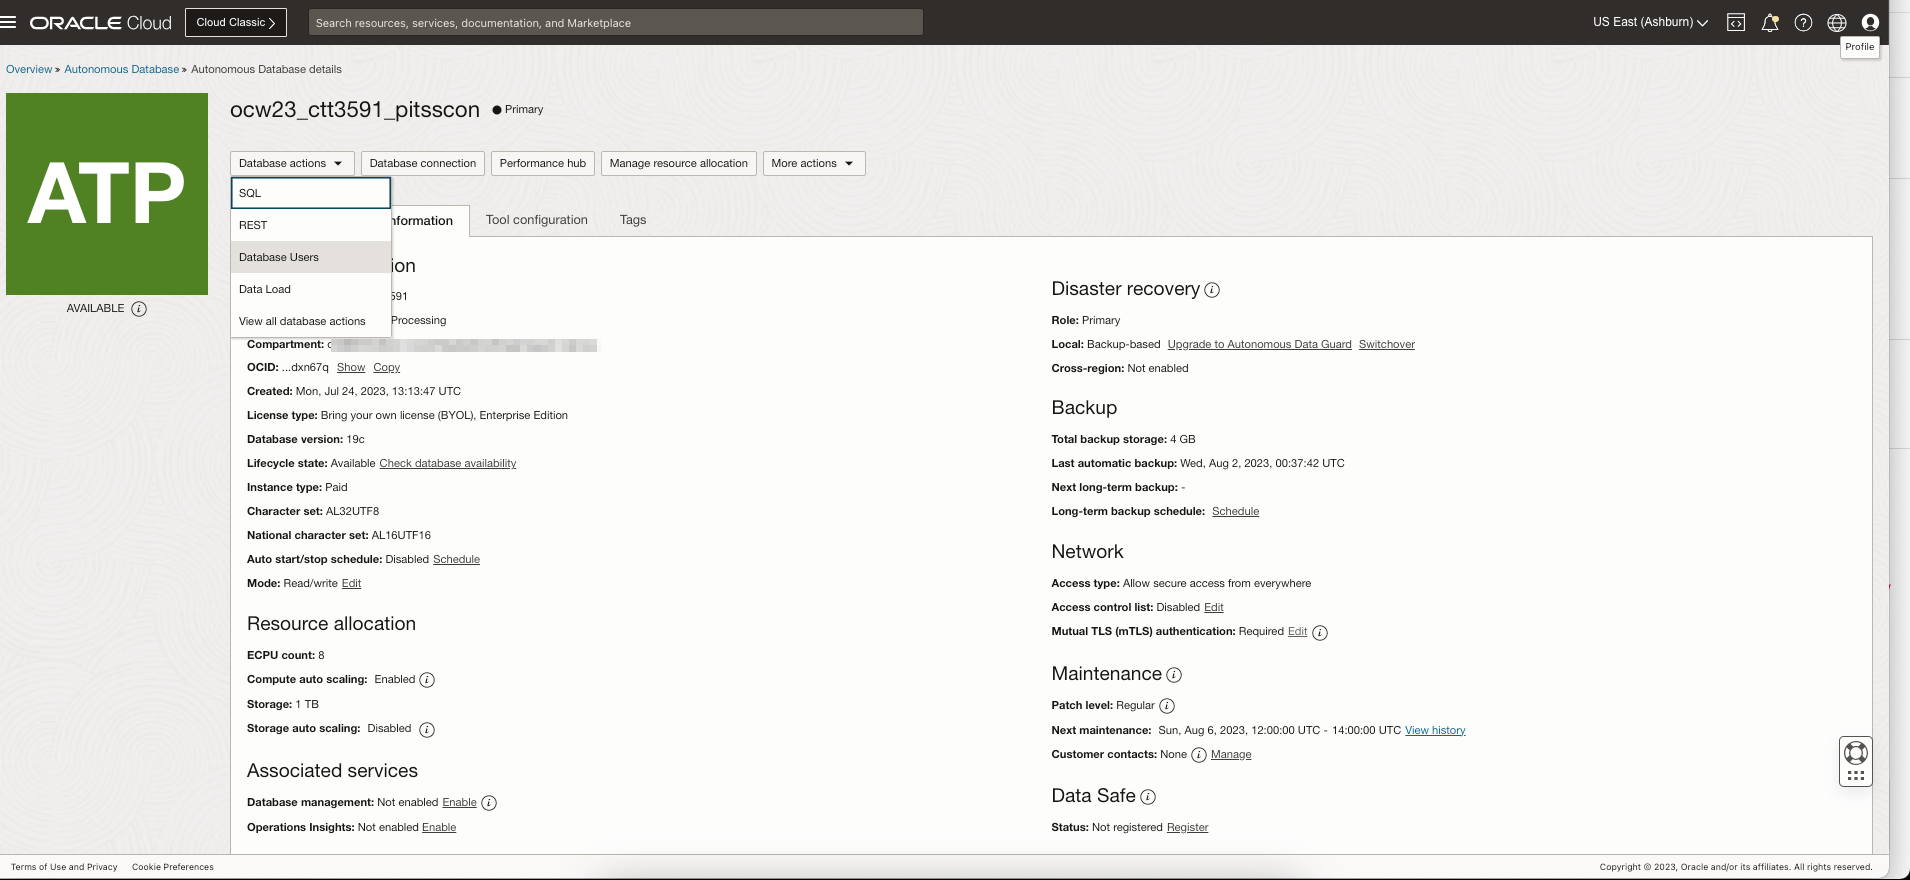 ORACLE Cloud
Cloud Classic
Search resources, services, documentation, and Marketplace
US East (Ashburn)
Profile
Overview » Autonomous Database » Autonomous Database details
ATP
AVAILABLE
ocw23_ctt3591_pitsscon
Primary
Database actions
Database connection
Performance hub
Manage resource allocation
More actions
SQL
REST
Database Users
Data Load
View all database actions
nformation
Tool configuration
Tags
ion
591
Processing
Compartment:
OCID: ...dxn67q Show Copy
Created: Mon, Jul 24, 2023, 13:13:47 UTC
License type: Bring your own license (BYOL), Enterprise Edition
Database version: 19c
Lifecycle state: Available Check database availability
Instance type: Paid
Character set: AL32UTF8
National character set: AL16UTF16
Auto start/stop schedule: Disabled Schedule
Mode: Read/write Edit
Resource allocation
ECPU count: 8
Compute auto scaling: Enabled
Storage: 1 TB
Storage auto scaling: Disabled
Associated services
Database management: Not enabled Enable
Operations Insights: Not enabled Enable
Disaster recovery
Role: Primary
Local: Backup-based Upgrade to Autonomous Data Guard Switchover
Cross-region: Not enabled
Backup
Total backup storage: 4 GB
Last automatic backup: Wed, Aug 2, 2023, 00:37:42 UTC
Next long-term backup: -
Long-term backup schedule: Schedule
Network
Access type: Allow secure access from everywhere
Access control list: Disabled Edit
Mutual TLS (mTLS) authentication: Required Edit
Maintenance
Patch level: Regular
Next maintenance: Sun, Aug 6, 2023, 12:00:00 UTC - 14:00:00 UTC View history
Customer contacts: None Manage
Data Safe
Status: Not registered Register
Terms of Use and Privacy
Cookie Preferences
Copyright © 2023, Oracle and/or its affiliates. All rights reserved.